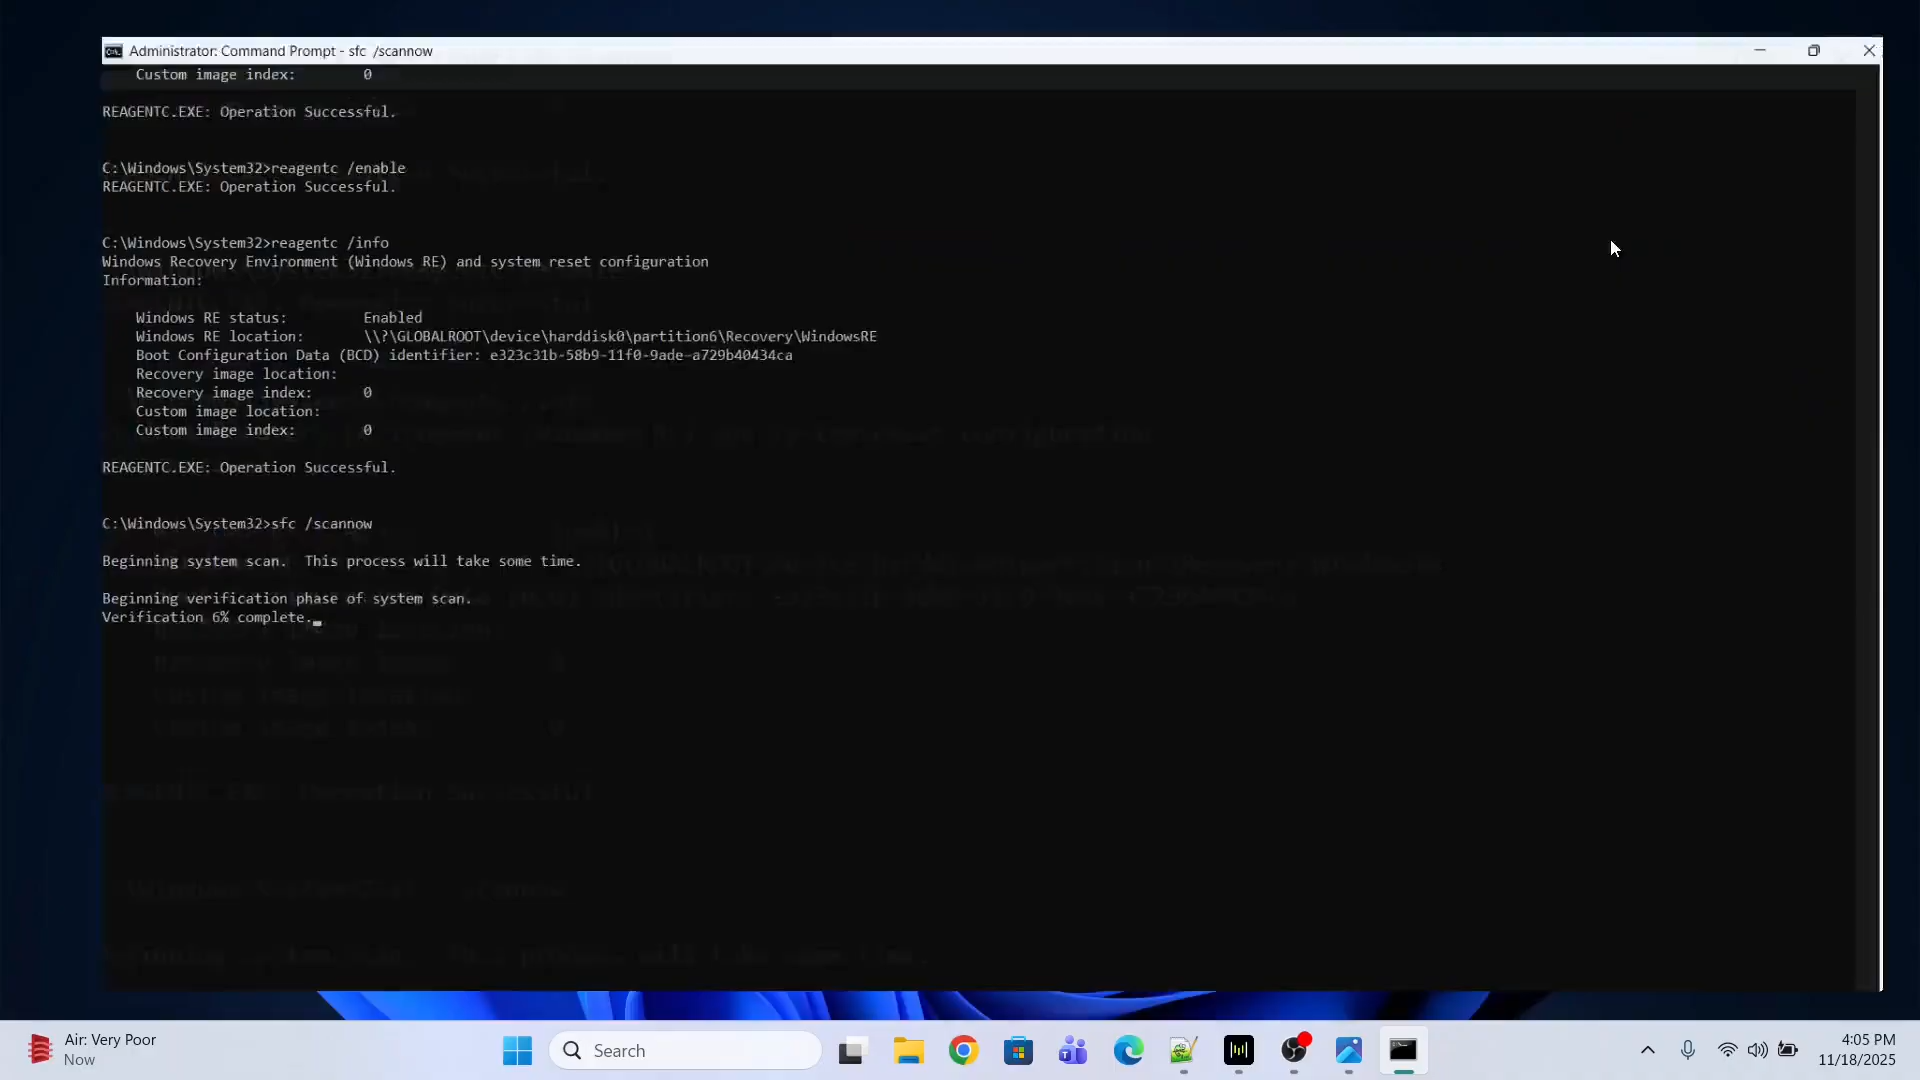 Administrator: Command Prompt - sfc  /scannow
Custom image index:        0
REAGENTC.EXE: Operation Successful.
C:\Windows\System32>reagentc /enable
REAGENTC.EXE: Operation Successful.
C:\Windows\System32>reagentc /info
Windows Recovery Environment (Windows RE) and system reset configuration
Information:
Windows RE status:         Enabled
Windows RE location:       \\?\GLOBALROOT\device\harddisk0\partition6\Recovery\WindowsRE
Boot Configuration Data (BCD) identifier: e323c31b-58b9-11f0-9ade-a729b40434ca
Recovery image location:
Recovery image index:      0
Custom image location:
Custom image index:        0
REAGENTC.EXE: Operation Successful.
C:\Windows\System32>sfc /scannow
Beginning system scan.  This process will take some time.
Beginning verification phase of system scan.
Verification 6% complete.
Air: Very Poor
Now
Search
4:05 PM
11/18/2025